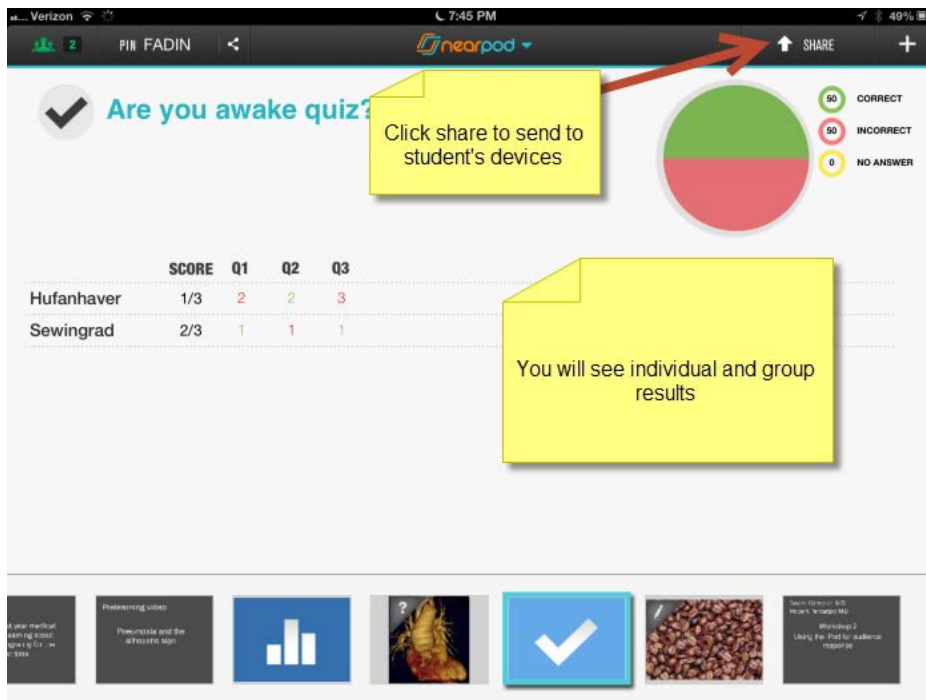 Verizon 7:45 PM 49%
2 PIN FADIN nearpod SHARE +
Are you awake quiz?
Click share to send to
student's devices
50 CORRECT
50 INCORRECT
0 NO ANSWER
SCORE Q1 Q2 Q3
Hufanhaver 1/3 2 2 3
Sewingrad 2/3 1 1 1
You will see individual and group
results
year medical
Prelearning video
Pneumonia and the
silhouette sign
?
Workshop 2
Using the iPad for audience
response